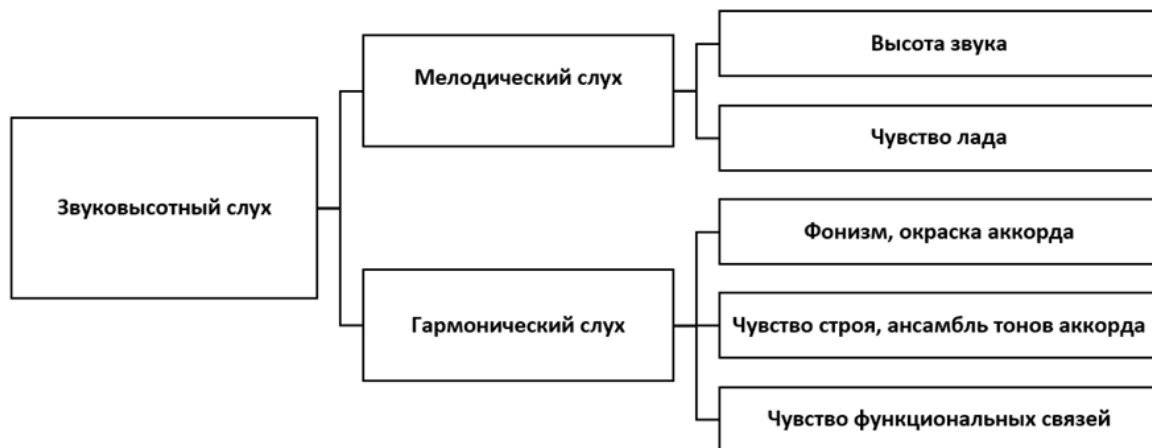 Звуковысотный слух
Мелодический слух
Высота звука
Чувство лада
Гармонический слух
Фонизм, окраска аккорда
Чувство строя, ансамбль тонов аккорда
Чувство функциональных связей